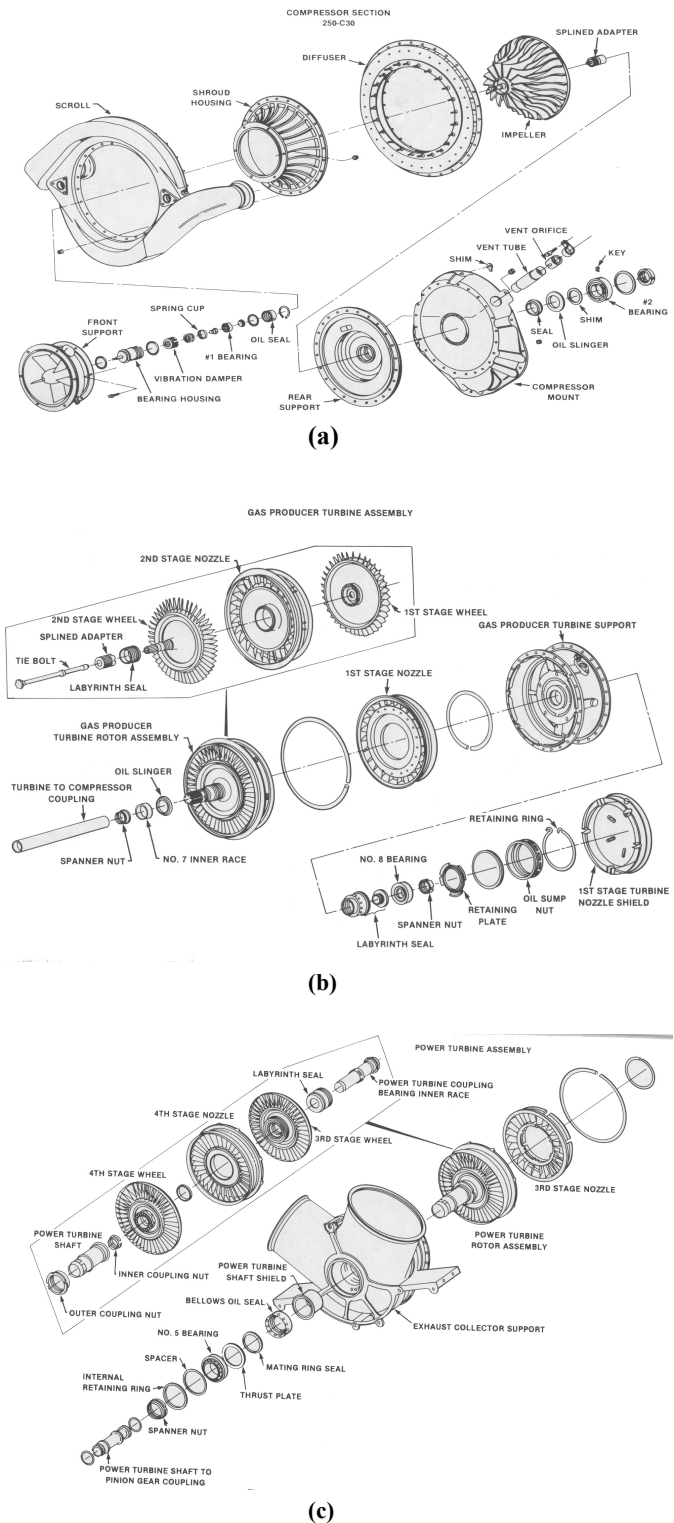 COMPRESSOR SECTION
250-C30
SPLINED ADAPTER
DIFFUSER
SHROUD
HOUSING
SCROLL
IMPELLER
VENT ORIFICE
VENT TUBE
KEY
SHIM
#2
BEARING
SHIM
SEAL
OIL SLINGER
SPRING CUP
FRONT
SUPPORT
OIL SEAL
#1 BEARING
VIBRATION DAMPER
BEARING HOUSING
REAR
SUPPORT
COMPRESSOR
MOUNT
(a)
GAS PRODUCER TURBINE ASSEMBLY
2ND STAGE NOZZLE
2ND STAGE WHEEL
1ST STAGE WHEEL
SPLINED ADAPTER
GAS PRODUCER TURBINE SUPPORT
TIE BOLT
LABYRINTH SEAL
1ST STAGE NOZZLE
GAS PRODUCER
TURBINE ROTOR ASSEMBLY
OIL SLINGER
TURBINE TO COMPRESSOR
COUPLING
RETAINING RING
SPANNER NUT
NO. 7 INNER RACE
NO. 8 BEARING
1ST STAGE TURBINE
NOZZLE SHIELD
OIL SUMP
NUT
RETAINING
PLATE
SPANNER NUT
LABYRINTH SEAL
(b)
POWER TURBINE ASSEMBLY
LABYRINTH SEAL
POWER TURBINE COUPLING
BEARING INNER RACE
4TH STAGE NOZZLE
3RD STAGE WHEEL
4TH STAGE WHEEL
3RD STAGE NOZZLE
POWER TURBINE
SHAFT
POWER TURBINE
ROTOR ASSEMBLY
INNER COUPLING NUT
POWER TURBINE
SHAFT SHIELD
OUTER COUPLING NUT
BELLOWS OIL SEAL
EXHAUST COLLECTOR SUPPORT
NO. 5 BEARING
SPACER
MATING RING SEAL
INTERNAL
RETAINING RING
THRUST PLATE
SPANNER NUT
POWER TURBINE SHAFT TO
PINION GEAR COUPLING
(c)